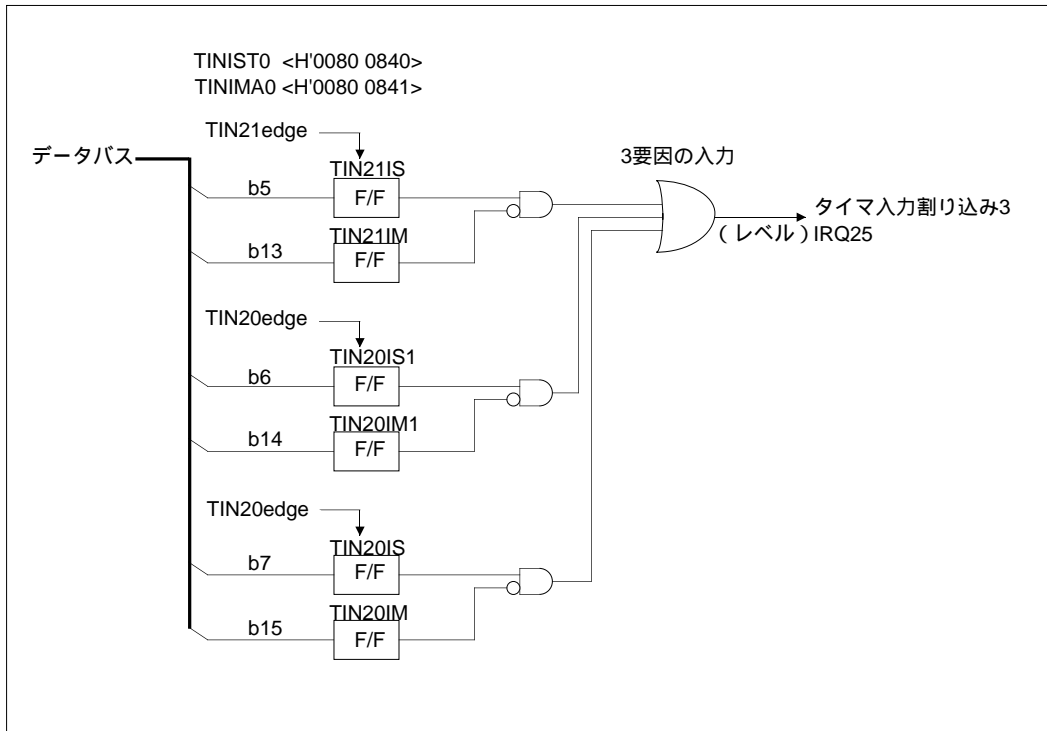 TINIST0 <H'0080 0840>
TINIMA0 <H'0080 0841>
TIN21edge
データバス
3要因の入力
TIN21IS
b5
F/F
タイマ入力割り込み3
(レベル)IRQ25
TIN21IM
b13
F/F
TIN20edge
TIN20IS1
b6
F/F
TIN20IM1
b14
F/F
TIN20edge
TIN20IS
b7
F/F
TIN20IM
b15
F/F